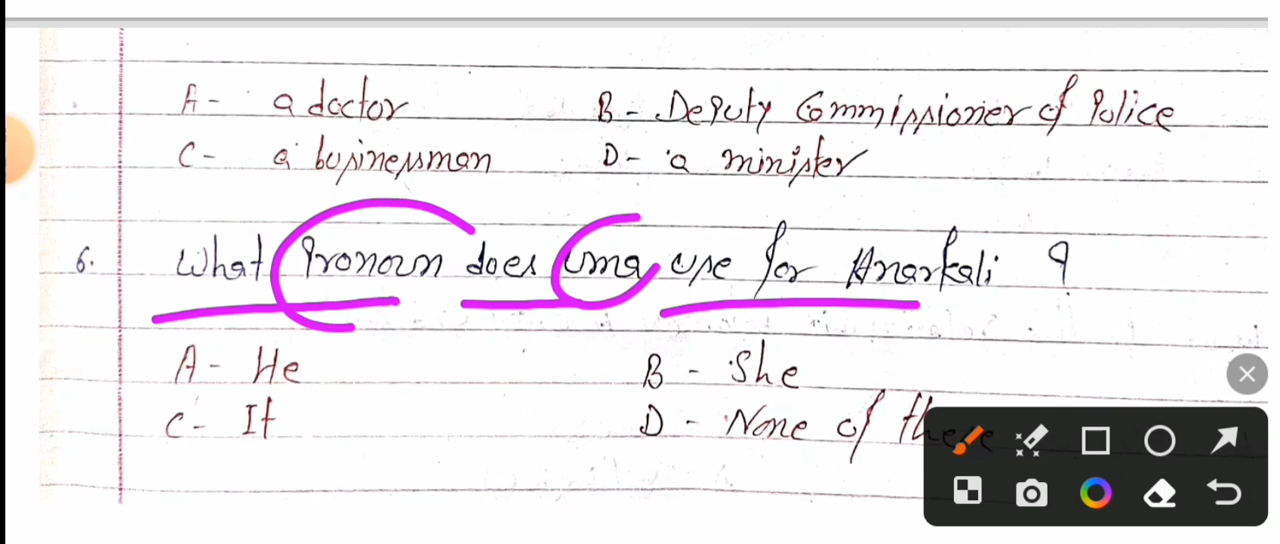 A- a doctor B- Deputy Commissioner of Police
C- a businessman D- a minister
6. What Pronoun does Uma use for Anarkali ?
A- He B- She
C- It D- None of these